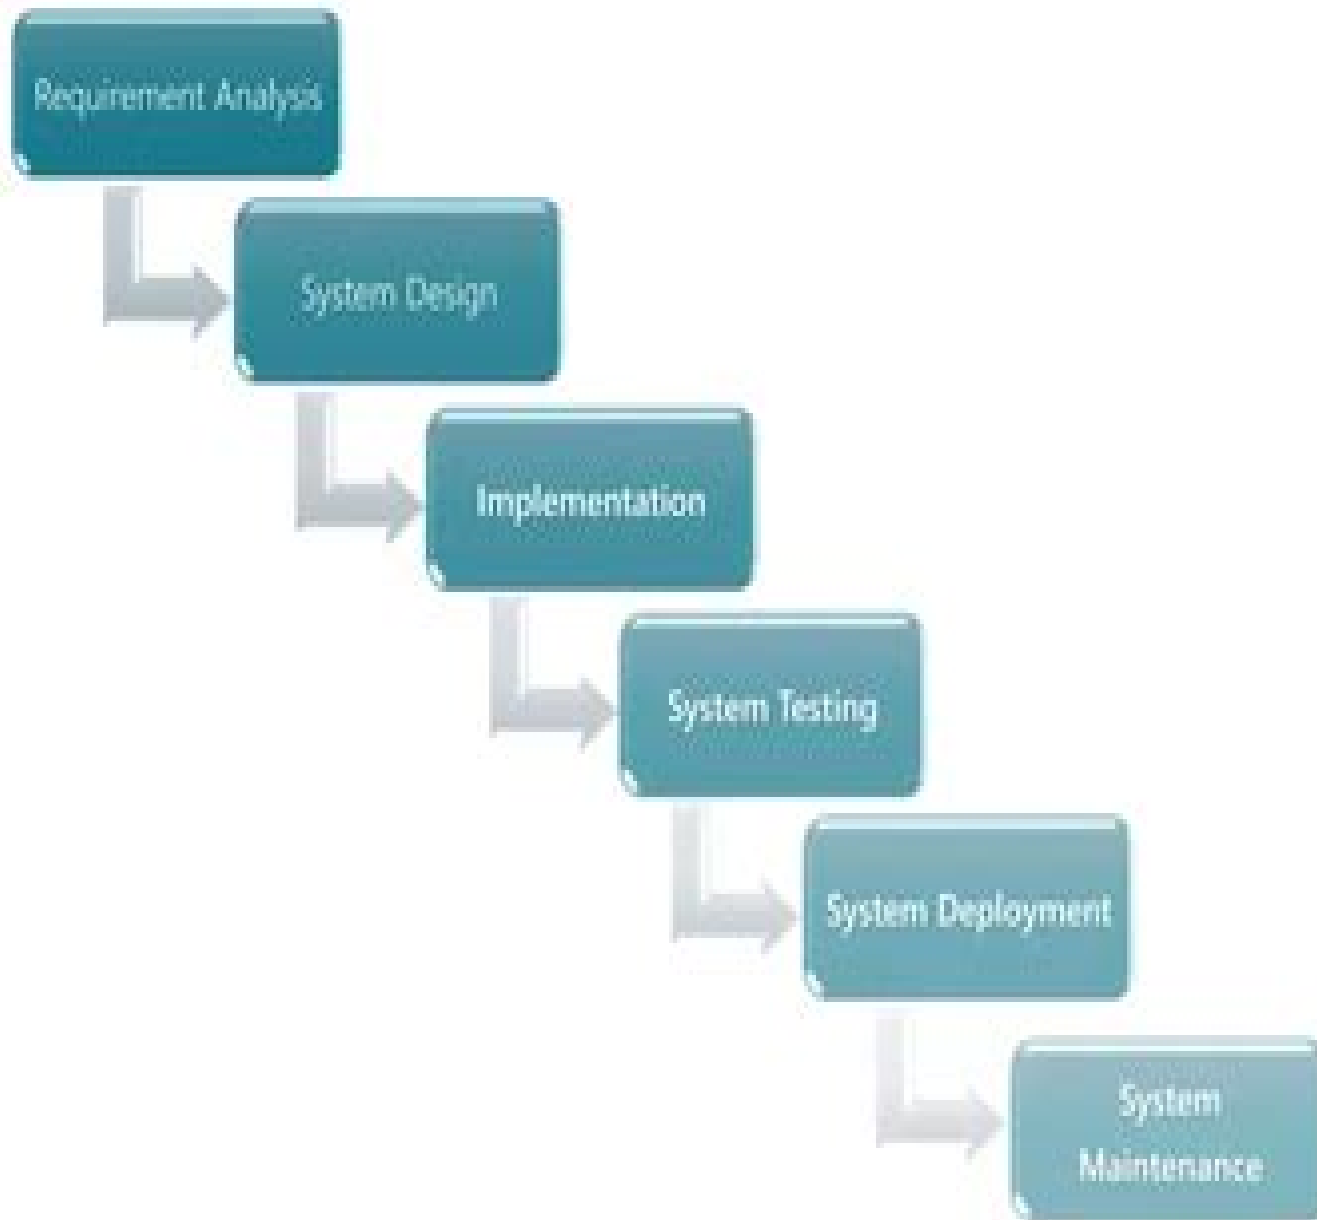 Requirement Analysis
System Design
Implementation
System Testing
System Deployment
System
Maintenance